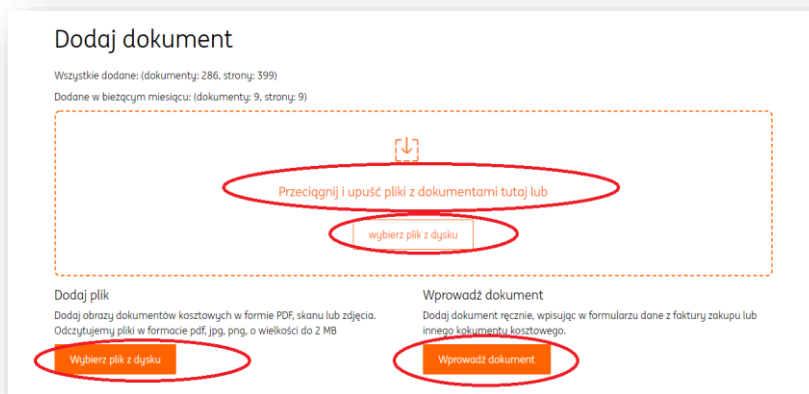 Dodaj dokument
Wszystkie dodane: (dokumenty: 286, strony: 399)
Dodane w bieżącym miesiącu: (dokumenty: 9, strony: 9)
Przeciągnij i upuść pliki z dokumentami tutaj lub
wybierz plik z dysku
Dodaj plik
Dodaj obrazy dokumentów kosztowych w formie PDF, skanu lub zdjęcia.
Odczytujemy pliki w formacie pdf, jpg, png, o wielkości do 2 MB
Wybierz plik z dysku
Wprowadź dokument
Dodaj dokument ręcznie, wpisując w formularzu dane z faktury zakupu lub
innego kokumentu kosztowego.
Wprowadź dokument